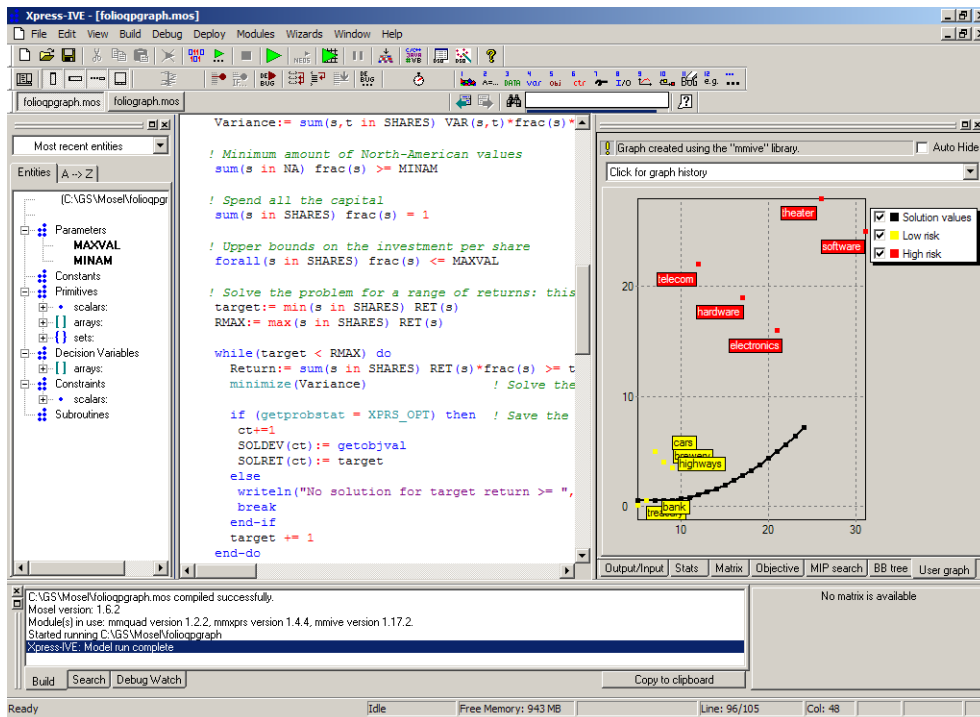 Xpress-IVE - [folioqpgraph.mos]
File Edit View Build Debug Deploy Modules Wizards Window Help
folioqpgraph.mos foliograph.mos
Most recent entities
Entities A --> Z
(C:\GS\Mosel\folioqpgr
Parameters
MAXVAL
MINAM
Constants
Primitives
scalars:
arrays:
sets:
Decision Variables
arrays:
Constraints
scalars:
Subroutines
Variance:= sum(s,t in SHARES) VAR(s,t)*frac(s)*
! Minimum amount of North-American values
sum(s in NA) frac(s) >= MINAM
! Spend all the capital
sum(s in SHARES) frac(s) = 1
! Upper bounds on the investment per share
forall(s in SHARES) frac(s) <= MAXVAL
! Solve the problem for a range of returns: this
target:= min(s in SHARES) RET(s)
RMAX:= max(s in SHARES) RET(s)
while(target < RMAX) do
Return:= sum(s in SHARES) RET(s)*frac(s) >= t
minimize(Variance) ! Solve the
if (getprobstat = XPRS_OPT) then ! Save the
ct+=1
SOLDEV(ct):= getobjval
SOLRET(ct):= target
else
writeln("No solution for target return >= ",
break
end-if
target += 1
end-do
Graph created using the "mmive" library. Auto Hide
Click for graph history
theater
software
telecom
hardware
electronics
cars
brewery
highways
bank
treasury
20
10
0
10 20 30
Solution values
Low risk
High risk
Output/Input Stats Matrix Objective MIP search BB tree User graph
C:\GS\Mosel\folioqpgraph.mos compiled successfully.
Mosel version: 1.6.2
Module(s) in use: mmquad version 1.2.2, mmxprs version 1.4.4, mmive version 1.17.2.
Started running C:\GS\Mosel\folioqpgraph
Xpress-IVE: Model run complete
Build Search Debug Watch
Copy to clipboard
No matrix is available
Ready Idle Free Memory: 943 MB Line: 96/105 Col: 48